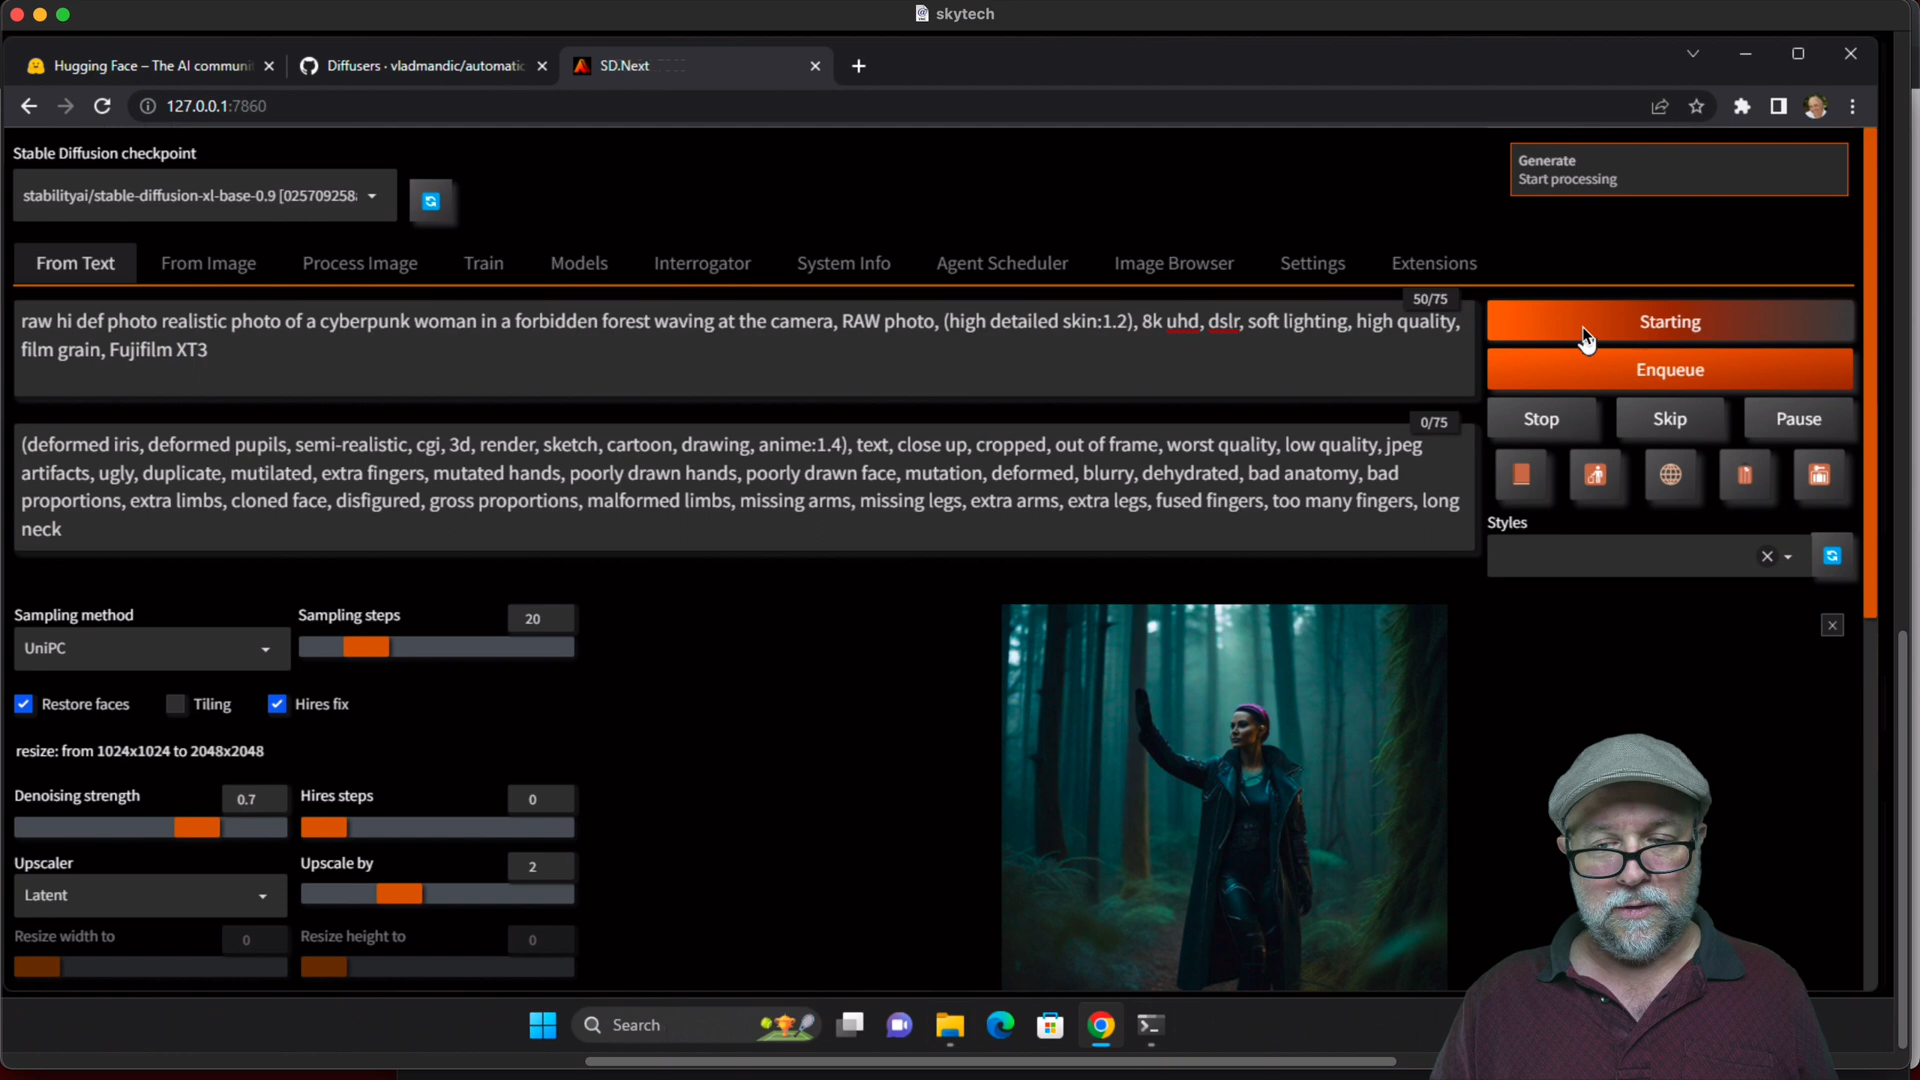 skytech
Hugging Face – The AI communi
Diffusers · vladmandic/automatic
SD.Next
127.0.0.1:7860
Stable Diffusion checkpoint
stabilityai/stable-diffusion-xl-base-0.9 [025709258
Generate
Start processing
From Text
From Image
Process Image
Train
Models
Interrogator
System Info
Agent Scheduler
Image Browser
Settings
Extensions
50/75
raw hi def photo realistic photo of a cyberpunk woman in a forbidden forest waving at the camera, RAW photo, (high detailed skin:1.2), 8k uhd, dslr, soft lighting, high quality,
film grain, Fujifilm XT3
Starting
Enqueue
Stop
Skip
Pause
0/75
(deformed iris, deformed pupils, semi-realistic, cgi, 3d, render, sketch, cartoon, drawing, anime:1.4), text, close up, cropped, out of frame, worst quality, low quality, jpeg
artifacts, ugly, duplicate, mutilated, extra fingers, mutated hands, poorly drawn hands, poorly drawn face, mutation, deformed, blurry, dehydrated, bad anatomy, bad
proportions, extra limbs, cloned face, disfigured, gross proportions, malformed limbs, missing arms, missing legs, extra arms, extra legs, fused fingers, too many fingers, long
neck
Styles
Sampling method
UniPC
Sampling steps
20
Restore faces
Tiling
Hires fix
resize: from 1024x1024 to 2048x2048
Denoising strength
0.7
Hires steps
0
Upscaler
Latent
Upscale by
2
Resize width to
0
Resize height to
0
Search